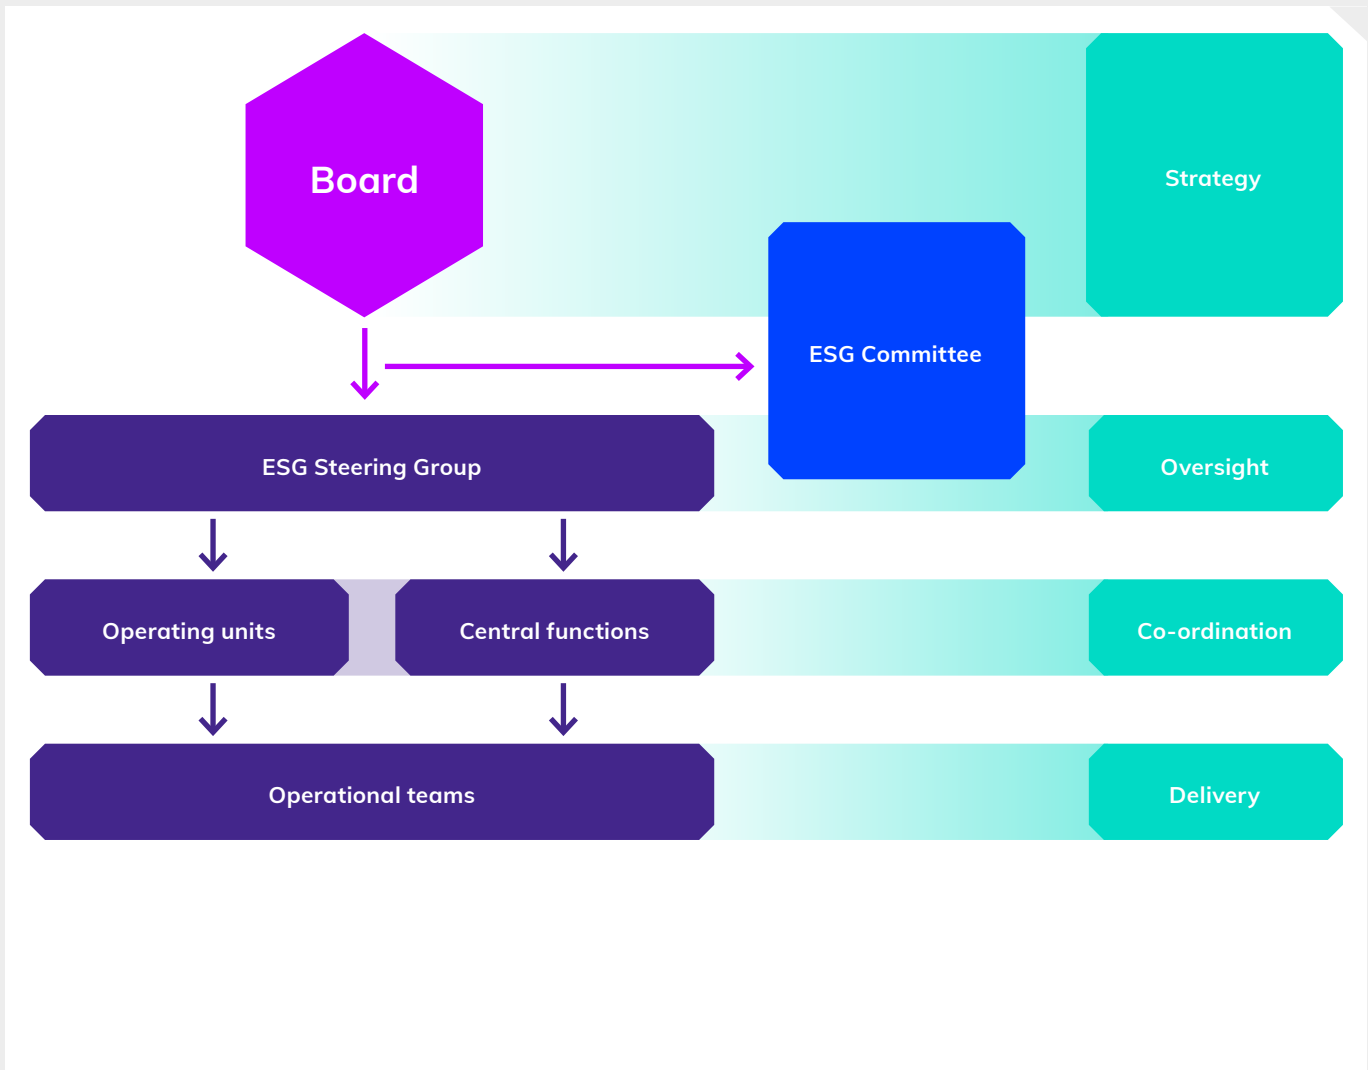 Board
Strategy
ESG Committee
ESG Steering Group
Oversight
Operating units
Central functions
Co-ordination
Operational teams
Delivery